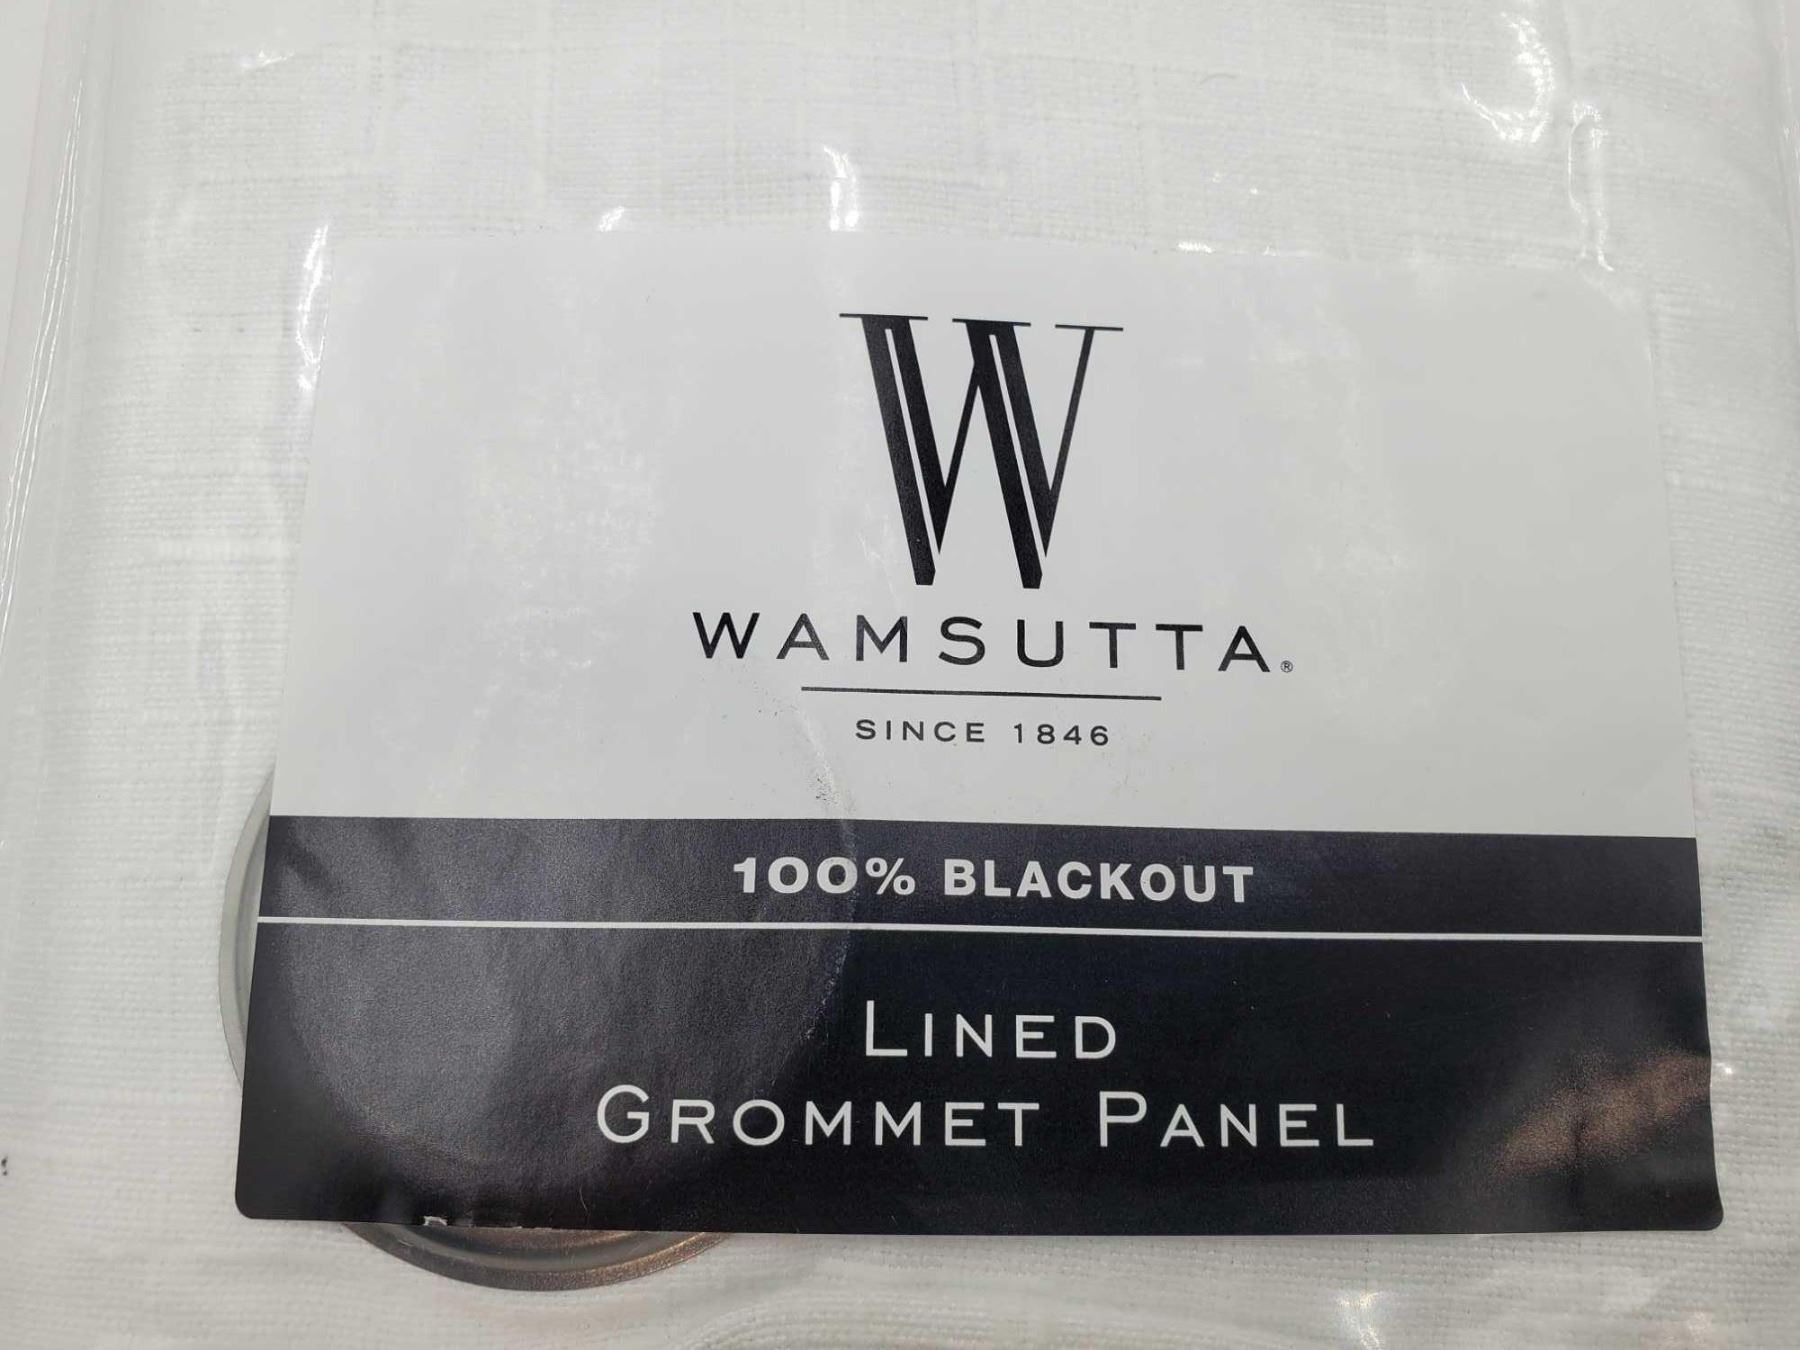 W
WAMSUTTA®
SINCE 1846
100% BLACKOUT
LINED
GROMMET PANEL